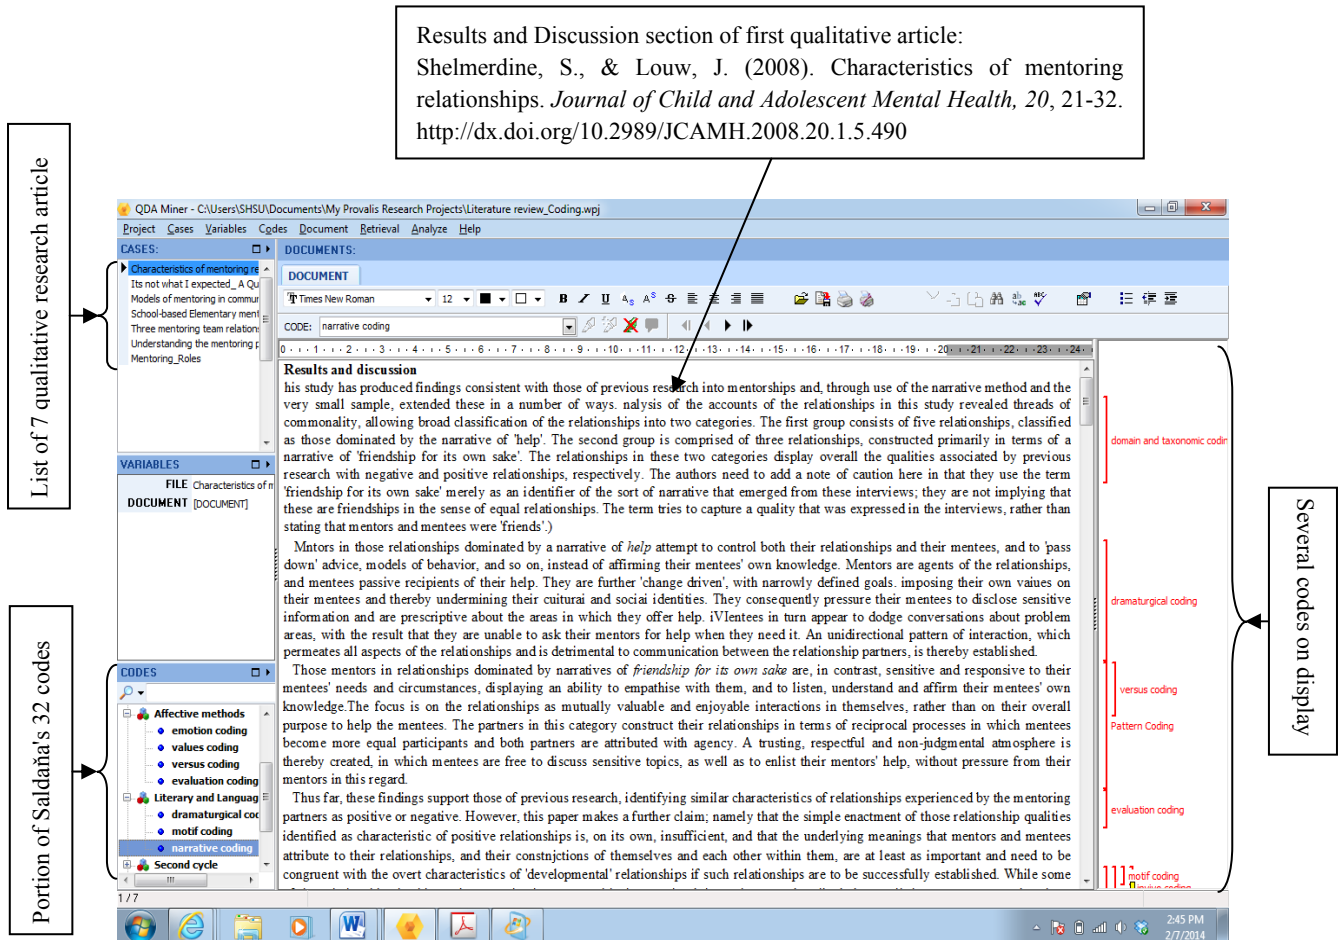 Results and Discussion section of first qualitative article:
Shelmerdine, S., & Louw, J. (2008). Characteristics of mentoring
relationships. Journal of Child and Adolescent Mental Health, 20, 21-32.
http://dx.doi.org/10.2989/JCAMH.2008.20.1.5.490
List of 7 qualitative research article
Portion of Saldaňa's 32 codes
Several codes on display
QDA Miner - C:\Users\SHSU\Documents\My Provalis Research Projects\Literature review_Coding.wpj
Project Cases Variables Codes Document Retrieval Analyze Help
CASES:
Characteristics of mentoring re
Its not what I expected_ A Qu
Models of mentoring in commur
School-based Elementary ment
Three mentoring team relation
Understanding the mentoring p
Mentoring_Roles
VARIABLES
FILE Characteristics of m
DOCUMENT [DOCUMENT]
CODES
Affective methods
emotion coding
values coding
versus coding
evaluation coding
Literary and Languag
dramaturgical coc
motif coding
narrative coding
Second cycle
1 / 7
DOCUMENTS:
DOCUMENT
Times New Roman 12 B I U
CODE: narrative coding
0 1 2 3 4 5 6 7 8 9 10 11 12 13 14 15 16 17 18 19 20 21 22 23 24
Results and discussion
his study has produced findings consistent with those of previous research into mentorships and, through use of the narrative method and the
very small sample, extended these in a number of ways. nalysis of the accounts of the relationships in this study revealed threads of
commonality, allowing broad classification of the relationships into two categories. The first group consists of five relationships, classified
as those dominated by the narrative of 'help'. The second group is comprised of three relationships, constructed primarily in terms of a
narrative of 'friendship for its own sake'. The relationships in these two categories display overall the qualities associated by previous
research with negative and positive relationships, respectively. The authors need to add a note of caution here in that they use the term
'friendship for its own sake' merely as an identifier of the sort of narrative that emerged from these interviews; they are not implying that
these are friendships in the sense of equal relationships. The term tries to capture a quality that was expressed in the interviews, rather than
stating that mentors and mentees were 'friends'.)
Mntors in those relationships dominated by a narrative of help attempt to control both their relationships and their mentees, and to 'pass
down' advice, models of behavior, and so on, instead of affirming their mentees' own knowledge. Mentors are agents of the relationships,
and mentees passive recipients of their help. They are further 'change driven', with narrowly defined goals. imposing their own vaiues on
their mentees and thereby undermining their cuiturai and sociai identities. They consequently pressure their mentees to disclose sensitive
information and are prescriptive about the areas in which they offer help. iVIentees in turn appear to dodge conversations about problem
areas, with the result that they are unable to ask their mentors for help when they need it. An unidirectional pattern of interaction, which
permeates all aspects of the relationships and is detrimental to communication between the relationship partners, is thereby established.
Those mentors in relationships dominated by narratives of friendship for its own sake are, in contrast, sensitive and responsive to their
mentees' needs and circumstances, displaying an ability to empathise with them, and to listen, understand and affirm their mentees' own
knowledge.The focus is on the relationships as mutually valuable and enjoyable interactions in themselves, rather than on their overall
purpose to help the mentees. The partners in this category construct their relationships in terms of reciprocal processes in which mentees
become more equal participants and both partners are attributed with agency. A trusting, respectful and non-judgmental atmosphere is
thereby created, in which mentees are free to discuss sensitive topics, as well as to enlist their mentors' help, without pressure from their
mentors in this regard.
Thus far, these findings support those of previous research, identifying similar characteristics of relationships experienced by the mentoring
partners as positive or negative. However, this paper makes a further claim; namely that the simple enactment of those relationship qualities
identified as characteristic of positive relationships is, on its own, insufficient, and that the underlying meanings that mentors and mentees
attribute to their relationships, and their constnjctions of themselves and each other within them, are at least as important and need to be
congruent with the overt characteristics of 'developmental' relationships if such relationships are to be successfully established. While some
domain and taxonomic codin
dramaturgical coding
versus coding
Pattern Coding
evaluation coding
motif coding
2:45 PM
2/7/2014